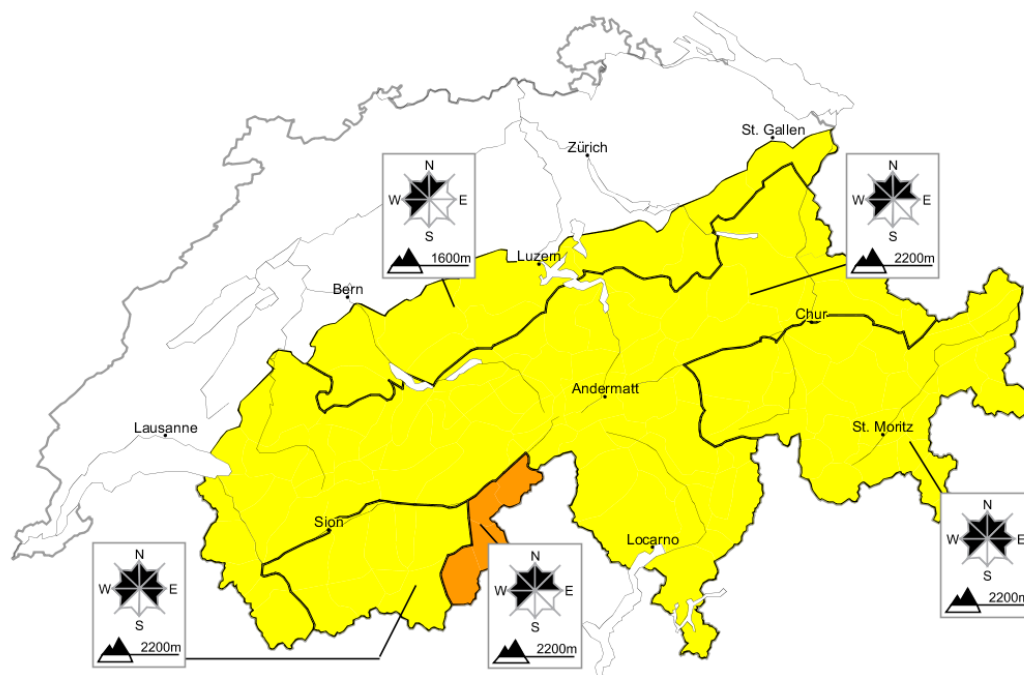 St. Gallen
Zürich
N
W E
S
1600m
N
W E
S
2200m
Luzern
Bern
Chur
Andermatt
Lausanne
St. Moritz
Sion
Locarno
N
W E
S
2200m
N
W E
S
2200m
N
W E
S
2200m